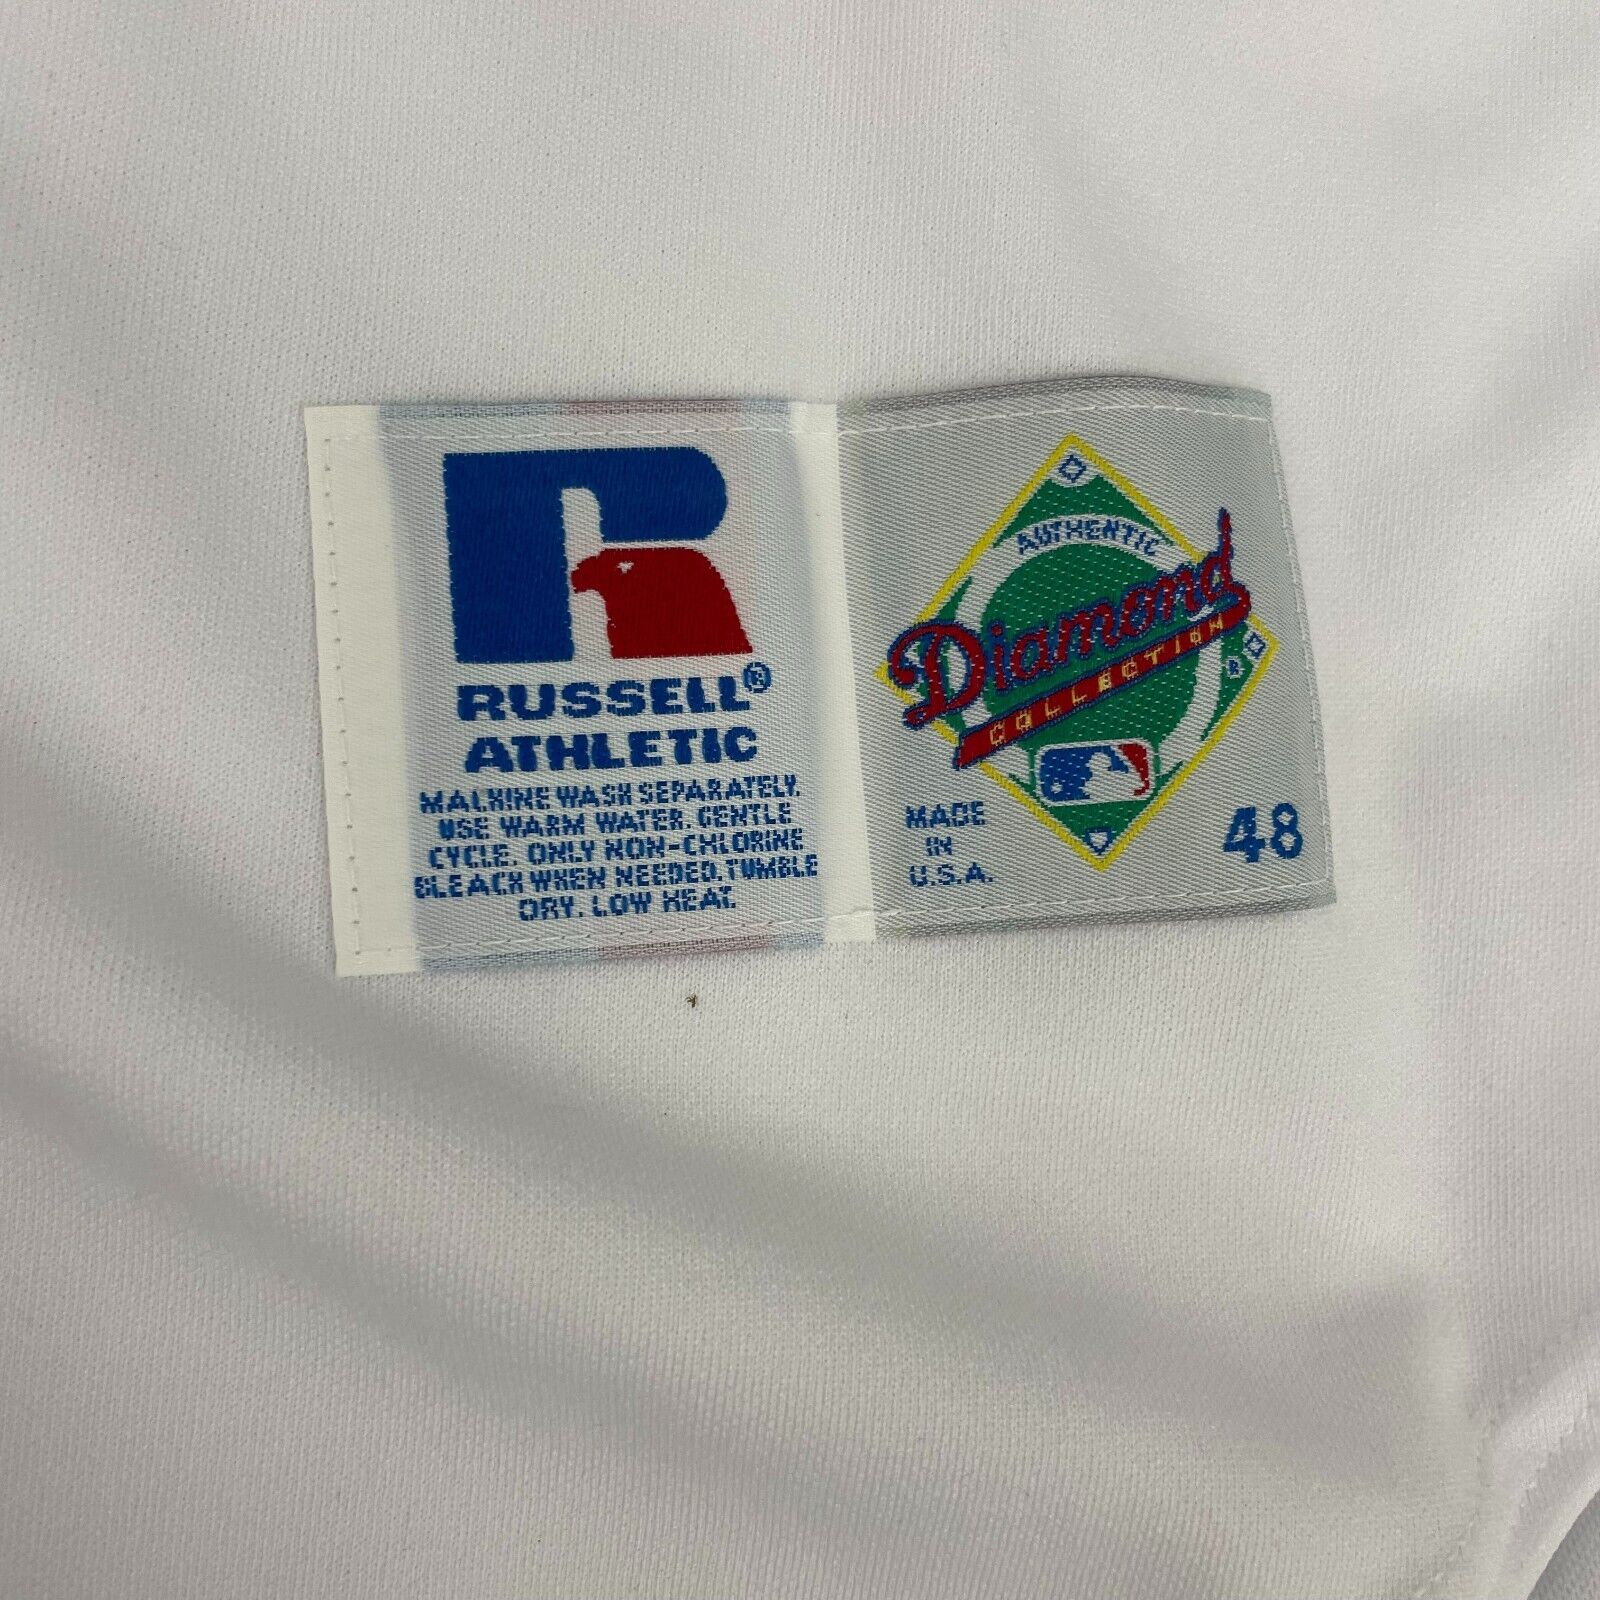 RUSSELL®
ATHLETIC
MACHINE WASH SEPARATELY.
USE WARM WATER, GENTLE
CYCLE. ONLY NON-CHLORINE
BLEACH WHEN NEEDED. TUMBLE
DRY. LOW HEAT.
AUTHENTIC
Diamond
COLLECTION
®
MADE
IN
U.S.A.
48